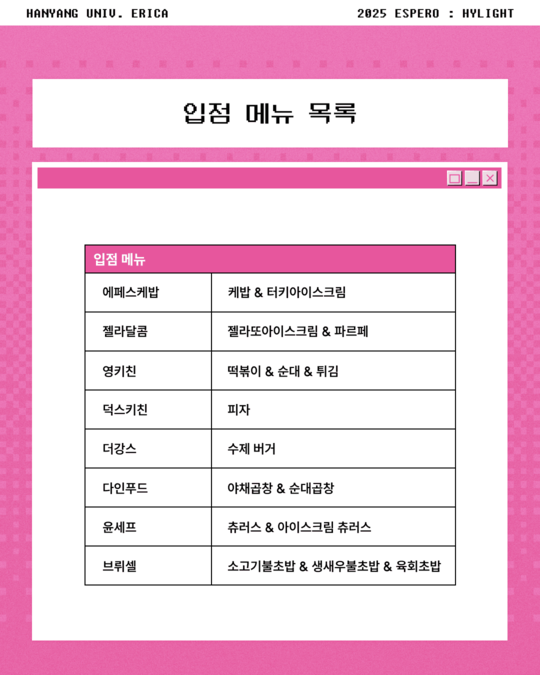 HANYANG UNIV. ERICA
2025 ESPERO : HYLIGHT
입점 메뉴 목록
입점 메뉴
에페스케밥 케밥 & 터키아이스크림
젤라달콤 젤라또아이스크림 & 파르페
영키친 떡볶이 & 순대 & 튀김
덕스키친 피자
더강스 수제 버거
다인푸드 야채곱창 & 순대곱창
윤셰프 츄러스 & 아이스크림 츄러스
브뤼셀 소고기불초밥 & 생새우불초밥 & 육회초밥